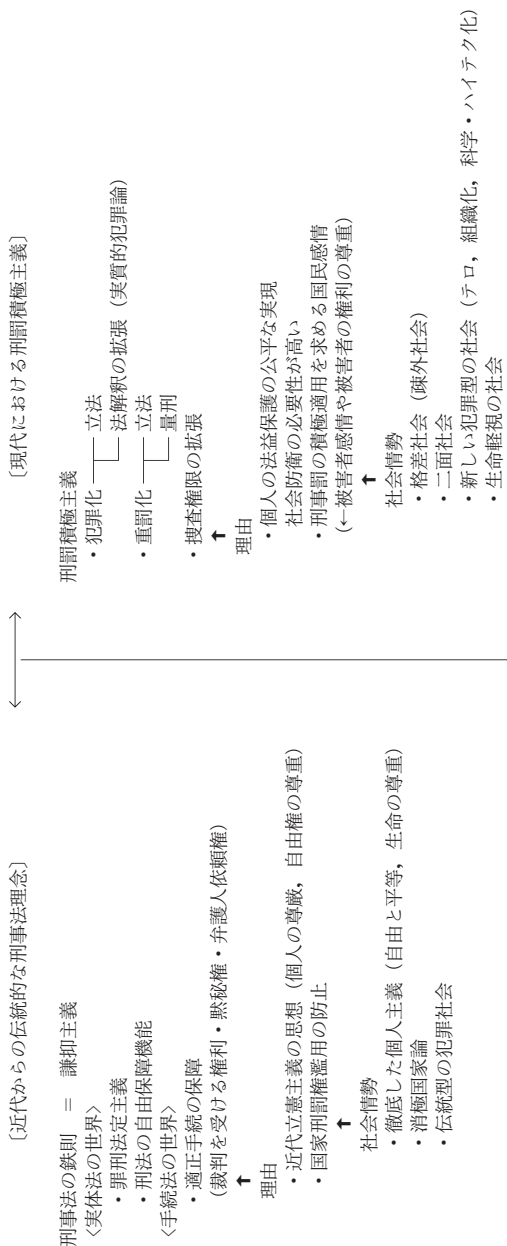 〔近代からの伝統的な刑事法理念〕
刑事法の鉄則 ＝ 謙抑主義
〈実体法の世界〉
・罪刑法定主義
・刑法の自由保障機能
〈手続法の世界〉
・適正手続の保障
(裁判を受ける権利・黙秘権・弁護人依頼権)
⬆
理由
・近代立憲主義の思想（個人の尊厳，自由権の尊重）
・国家刑罰権濫用の防止
⬆
社会情勢
・徹底した個人主義（自由と平等，生命の尊重）
・消極国家論
・伝統型の犯罪社会
〔現代における刑罰積極主義〕
刑罰積極主義
・犯罪化 立法
法解釈の拡張（実質的犯罪論）
・重罰化 立法
量刑
・捜査権限の拡張
⬆
理由
・個人の法益保護の公平な実現
社会防衛の必要性が高い
・刑事罰の積極適用を求める国民感情
(←被害者感情や被害者の権利の尊重)
⬆
社会情勢
・格差社会（疎外社会）
・二面社会
・新しい犯罪型の社会（テロ，組織化，科学・ハイテク化）
・生命軽視の社会